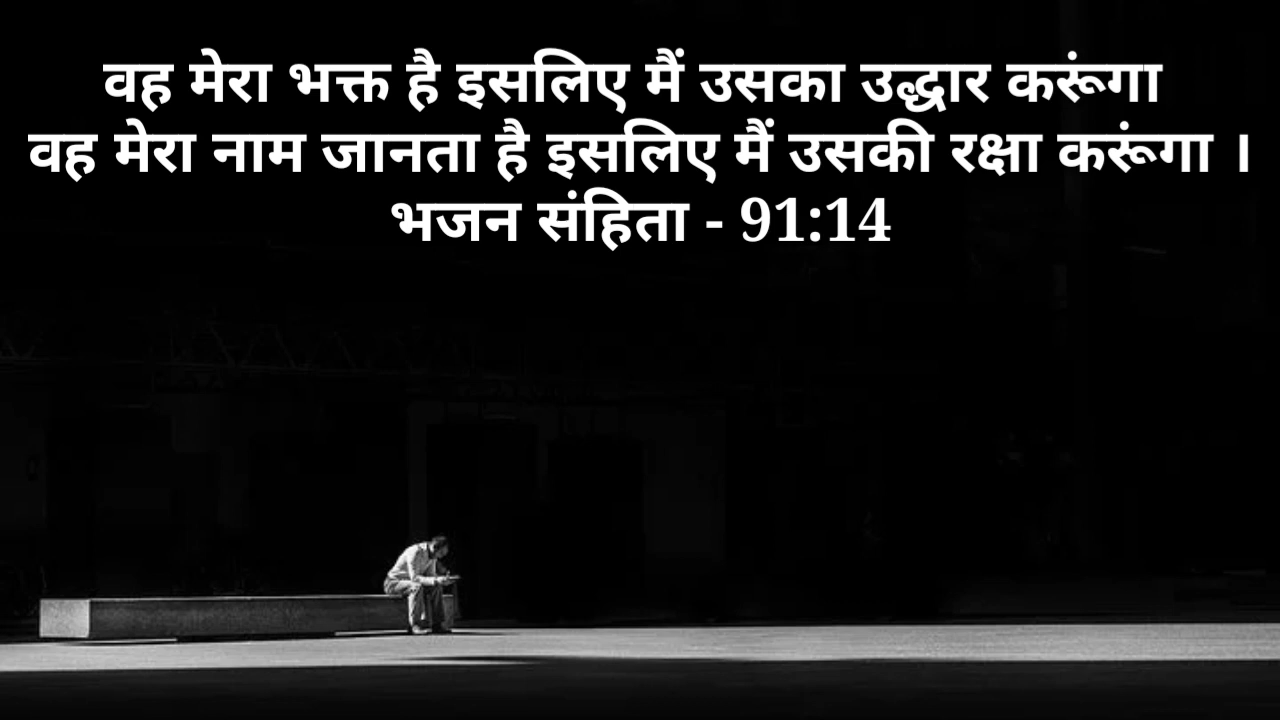 वह मेरा भक्त है इसलिए मैं उसका उद्धार करूंगा
वह मेरा नाम जानता है इसलिए मैं उसकी रक्षा करूंगा ।
भजन संहिता - 91:14